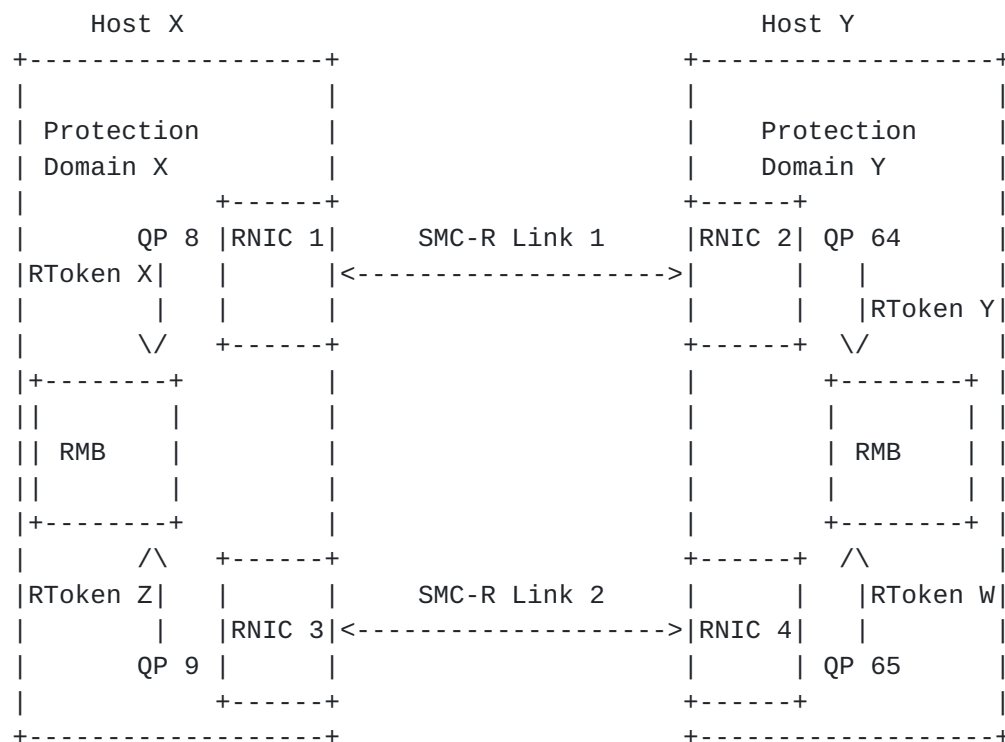 Host X Host Y
Protection Protection
Domain X Domain Y
QP 8 RNIC 1 SMC-R Link 1 RNIC 2 QP 64
RToken X
RToken Y
RMB RMB
RToken Z SMC-R Link 2 RToken W
RNIC 3 RNIC 4
QP 9 QP 65